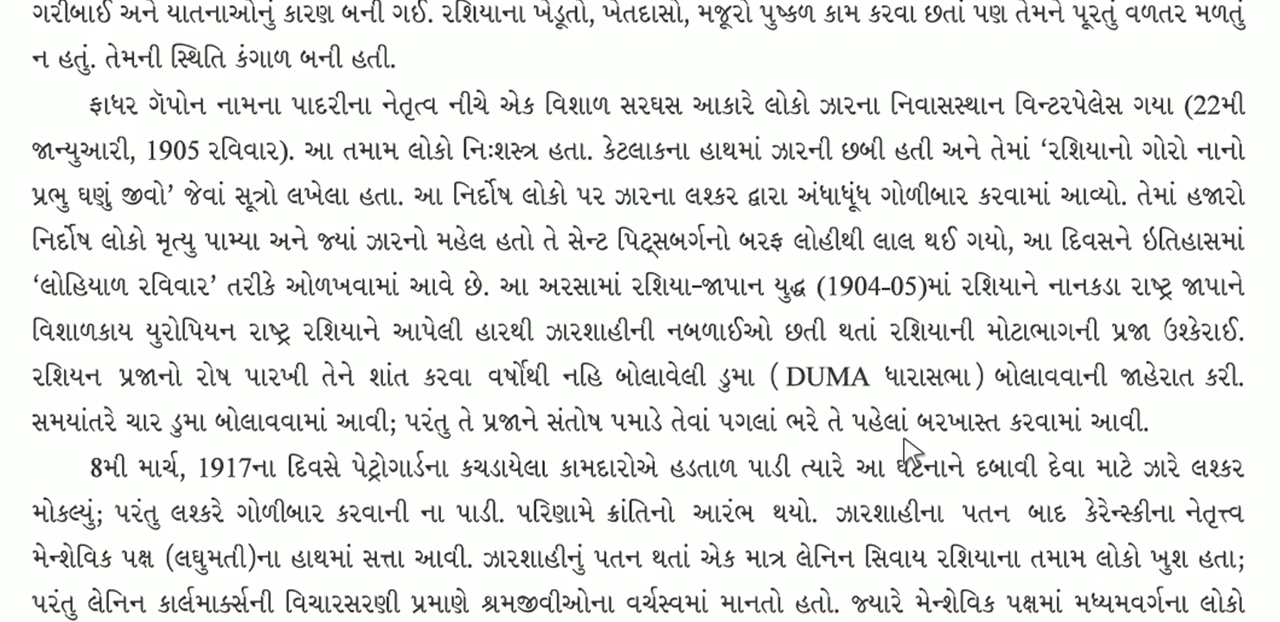 ગરીબાઈ અને યાતનાઓનું કારણ બની ગઈ. રશિયાના ખેડૂતો, ખેતદાસો, મજૂરો પુષ્કળ કામ કરવા છતાં પણ તેમને પૂરતું વળતર મળતું
ન હતું. તેમની સ્થિતિ કંગાળ બની હતી.
ફાધર ગૅપોન નામના પાદરીના નેતૃત્વ નીચે એક વિશાળ સરઘસ આકારે લોકો ઝારના નિવાસસ્થાન વિન્ટરપેલેસ ગયા (22મી
જાન્યુઆરી, 1905 રવિવાર). આ તમામ લોકો નિઃશસ્ત્ર હતા. કેટલાકના હાથમાં ઝારની છબી હતી અને તેમાં ‘રશિયાનો ગોરો નાનો
પ્રભુ ઘણું જીવો’ જેવાં સૂત્રો લખેલા હતા. આ નિર્દોષ લોકો પર ઝારના લશ્કર દ્વારા અંધાધૂંધ ગોળીબાર કરવામાં આવ્યો. તેમાં હજારો
નિર્દોષ લોકો મૃત્યુ પામ્યા અને જ્યાં ઝારનો મહેલ હતો તે સેન્ટ પિટ્સબર્ગનો બરફ લોહીથી લાલ થઈ ગયો, આ દિવસને ઇતિહાસમાં
‘લોહિયાળ રવિવાર’ તરીકે ઓળખવામાં આવે છે. આ અરસામાં રશિયા-જાપાન યુદ્ધ (1904-05)માં રશિયાને નાનકડા રાષ્ટ્ર જાપાને
વિશાળકાય યુરોપિયન રાષ્ટ્ર રશિયાને આપેલી હારથી ઝારશાહીની નબળાઈઓ છતી થતાં રશિયાની મોટાભાગની પ્રજા ઉશ્કેરાઈ.
રશિયન પ્રજાનો રોષ પારખી તેને શાંત કરવા વર્ષોથી નહિ બોલાવેલી ડુમા (DUMA ધારાસભા) બોલાવવાની જાહેરાત કરી.
સમયાંતરે ચાર ડુમા બોલાવવામાં આવી; પરંતુ તે પ્રજાને સંતોષ પમાડે તેવાં પગલાં ભરે તે પહેલાં બરખાસ્ત કરવામાં આવી.
8મી માર્ચ, 1917ના દિવસે પેટ્રોગાર્ડના કચડાયેલા કામદારોએ હડતાળ પાડી ત્યારે આ ઘટનાને દબાવી દેવા માટે ઝારે લશ્કર
મોકલ્યું; પરંતુ લશ્કરે ગોળીબાર કરવાની ના પાડી. પરિણામે ક્રાંતિનો આરંભ થયો. ઝારશાહીના પતન બાદ કેરેન્સ્કીના નેતૃત્ત્વ
મેન્શેવિક પક્ષ (લઘુમતી)ના હાથમાં સત્તા આવી. ઝારશાહીનું પતન થતાં એક માત્ર લેનિન સિવાય રશિયાના તમામ લોકો ખુશ હતા;
પરંતુ લેનિન કાર્લમાર્ક્સની વિચારસરણી પ્રમાણે શ્રમજીવીઓના વર્ચસ્વમાં માનતો હતો. જ્યારે મેન્શેવિક પક્ષમાં મધ્યમવર્ગના લોકો